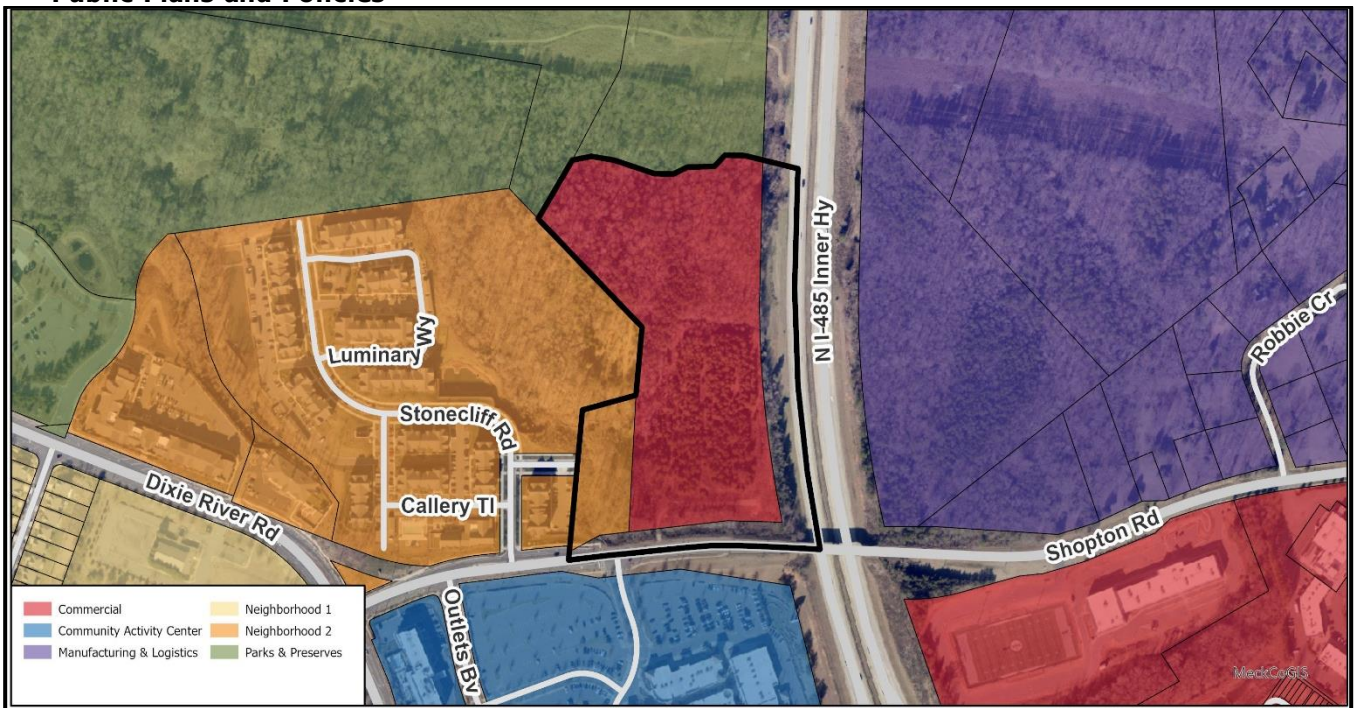 Public Plans and Policies
N I-485 Inner Hy
Robbie Cr
Luminary Wy
Stonecliff Rd
Dixie River Rd
Callery Tl
Shopton Rd
Outlets Bv
Commercial
Community Activity Center
Manufacturing & Logistics
Neighborhood 1
Neighborhood 2
Parks & Preserves
MeckCoGIS